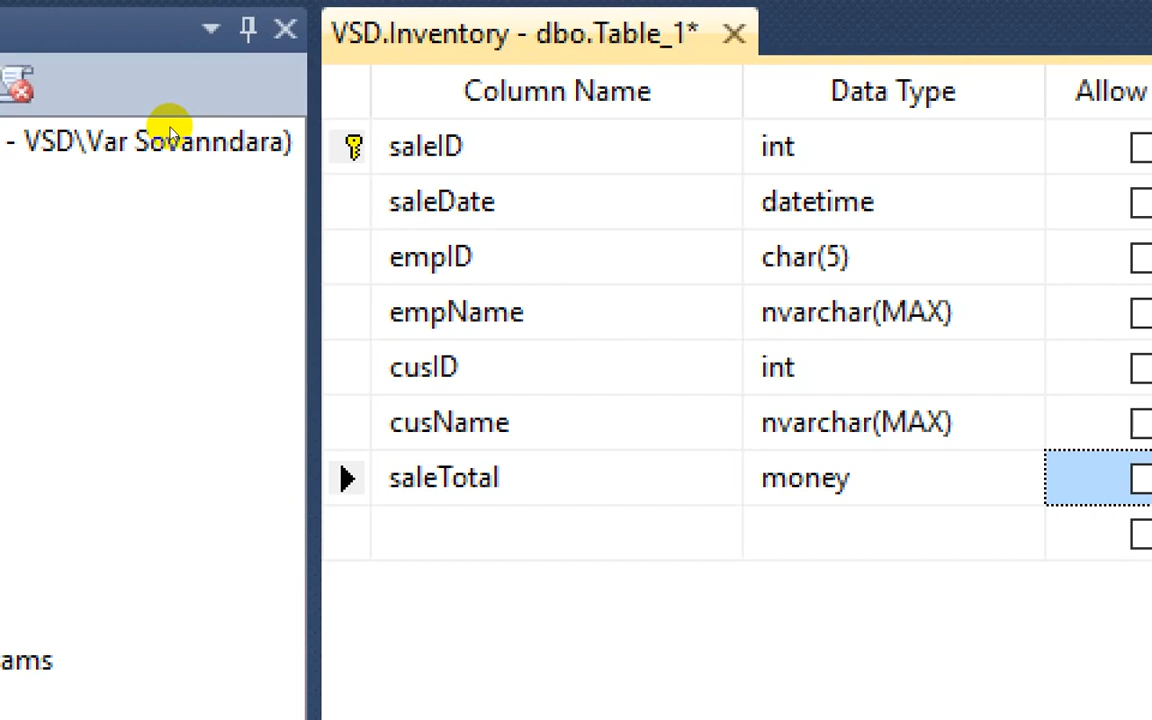 VSD.Inventory - dbo.Table_1*
- VSD\Var Sovanndara)
Column Name Data Type Allow
saleID int
saleDate datetime
empID char(5)
empName nvarchar(MAX)
cusID int
cusName nvarchar(MAX)
saleTotal money
ams